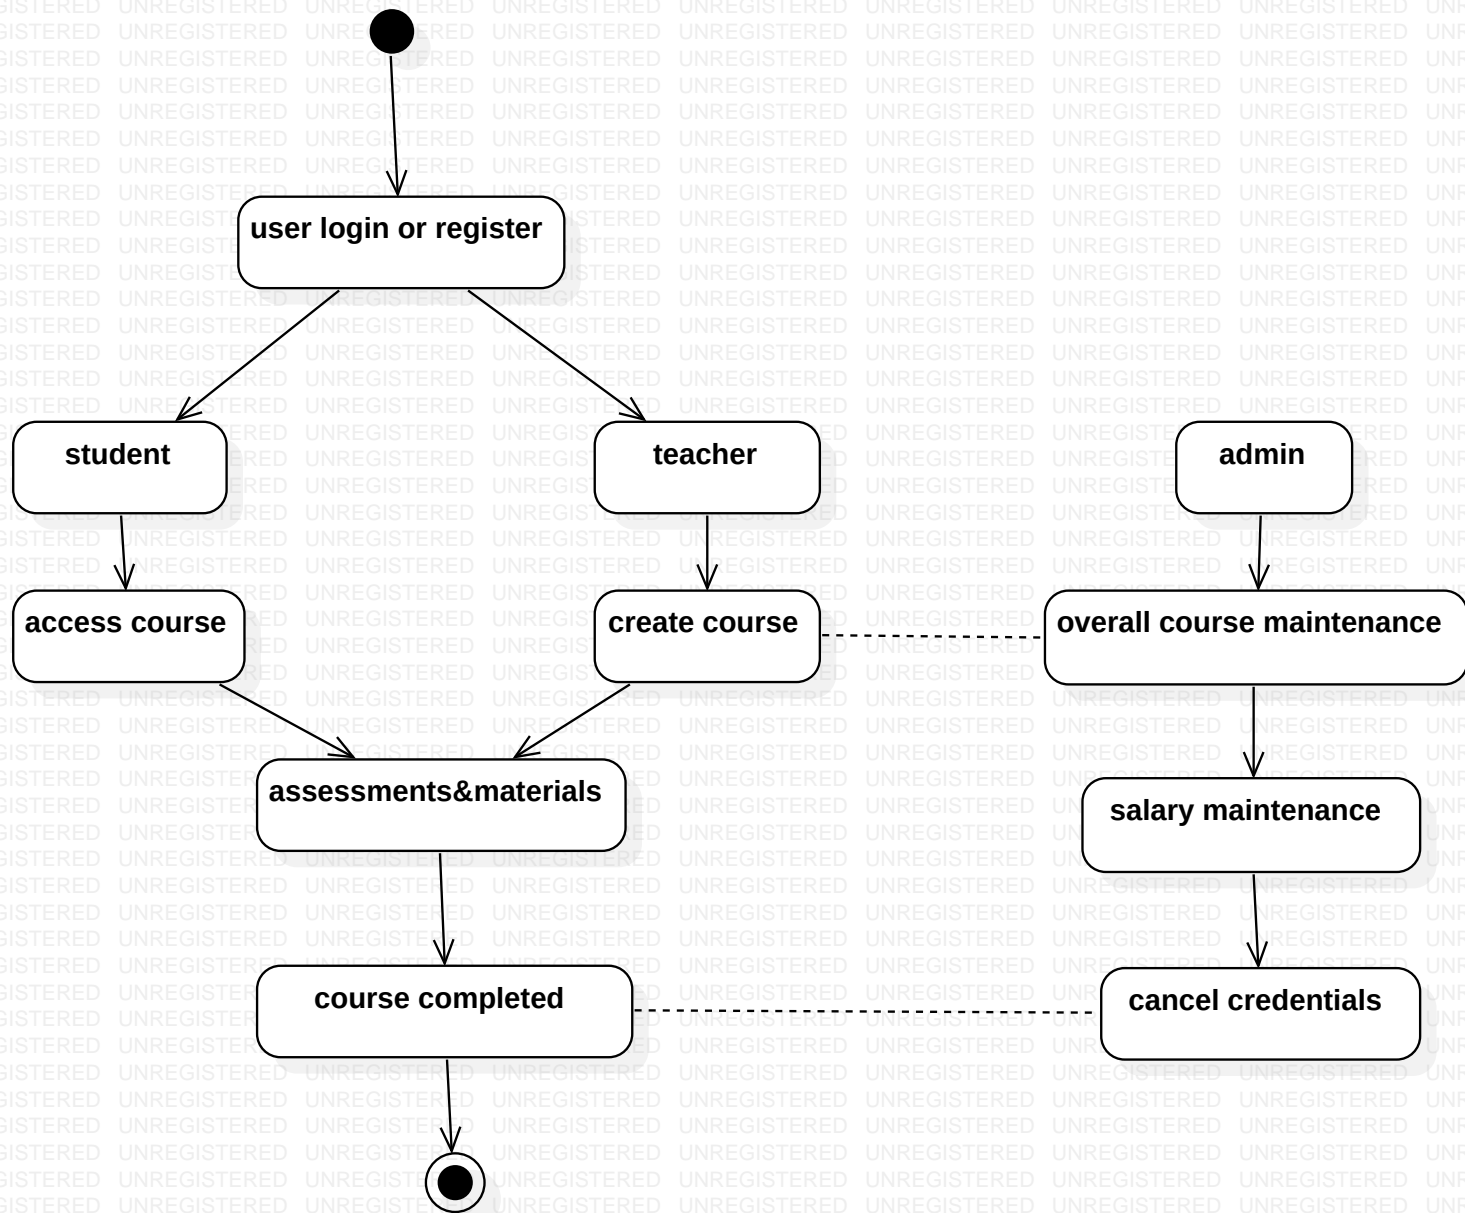 user login or register
student
teacher
admin
access course
create course
overall course maintenance
assessments&materials
salary maintenance
course completed
cancel credentials
UNREGISTERED